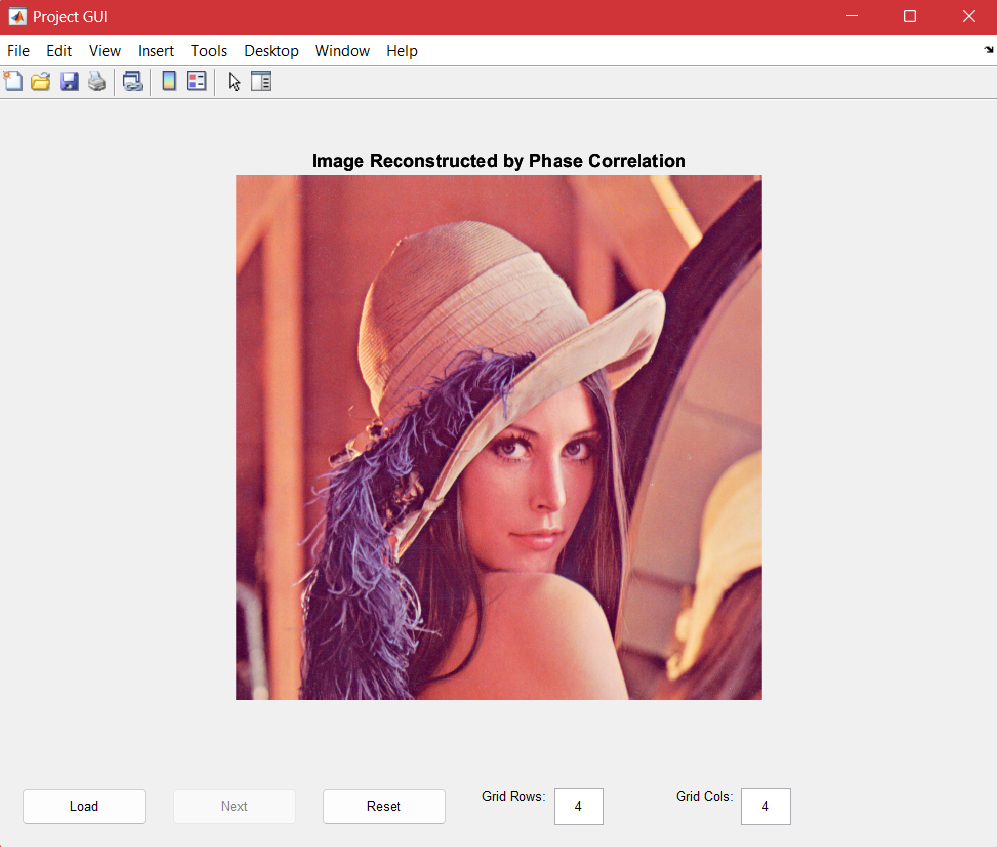 Project GUI
File Edit View Insert Tools Desktop Window Help
Image Reconstructed by Phase Correlation
Load Next Reset Grid Rows: 4 Grid Cols: 4